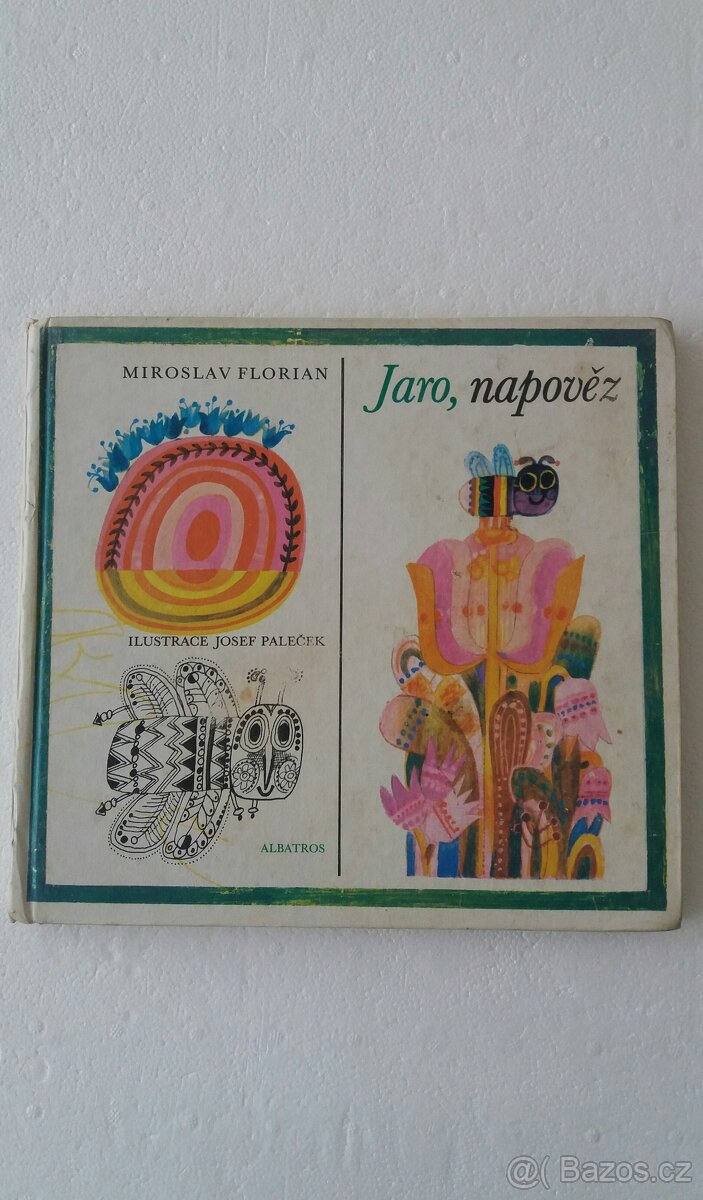 MIROSLAV FLORIAN
Jaro, napověz
ILUSTRACE JOSEF PALEČEK
ALBATROS
@( Bazos.cz